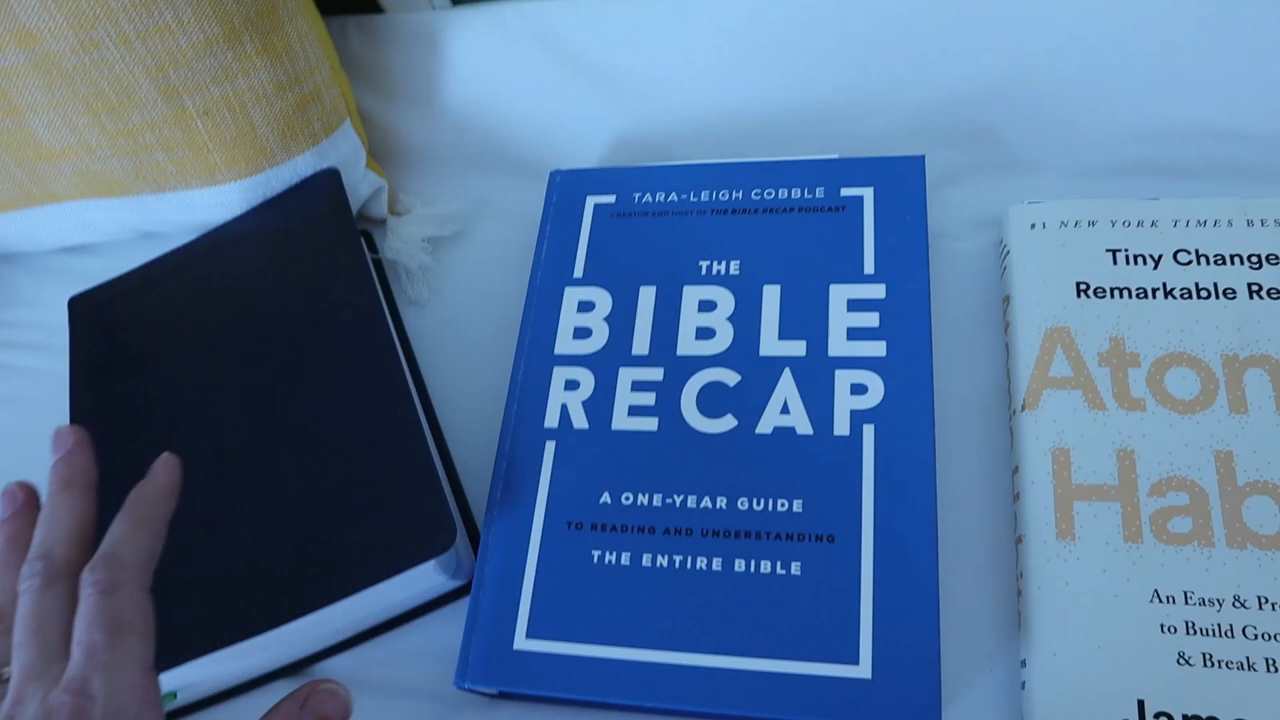 TARA-LEIGH COBBLE
CREATOR AND HOST OF THE BIBLE RECAP PODCAST
THE
BIBLE
RECAP
A ONE-YEAR GUIDE
TO READING AND UNDERSTANDING
THE ENTIRE BIBLE
#1 NEW YORK TIMES BES
Tiny Change
Remarkable Re
Atom
Hab
An Easy & Pr
to Build Goo
& Break B
Jame